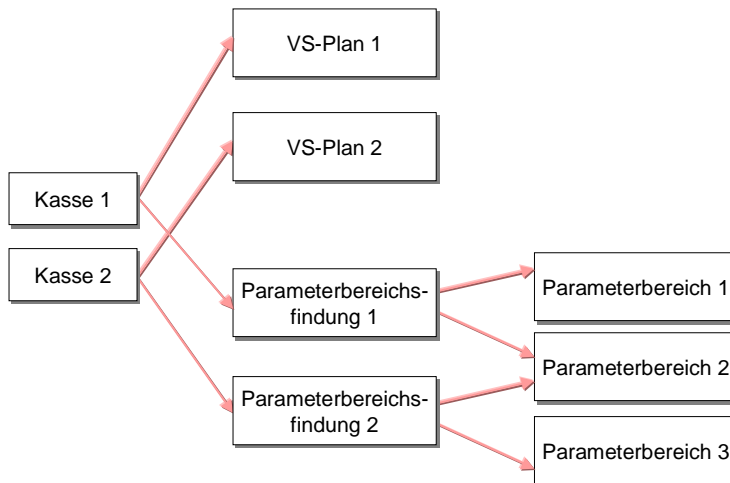 VS-Plan 1
VS-Plan 2
Kasse 1
Kasse 2
Parameterbereichs-
findung 1
Parameterbereich 1
Parameterbereich 2
Parameterbereichs-
findung 2
Parameterbereich 3